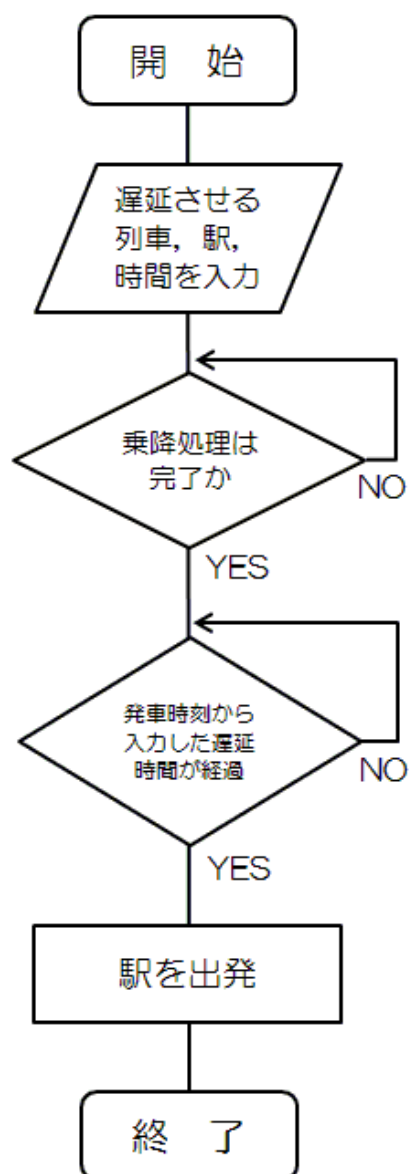 開　始
遅延させる
列車，駅，
時間を入力
乗降処理は
完了か
NO
YES
発車時刻から
入力した遅延
時間が経過
NO
YES
駅を出発
終　了